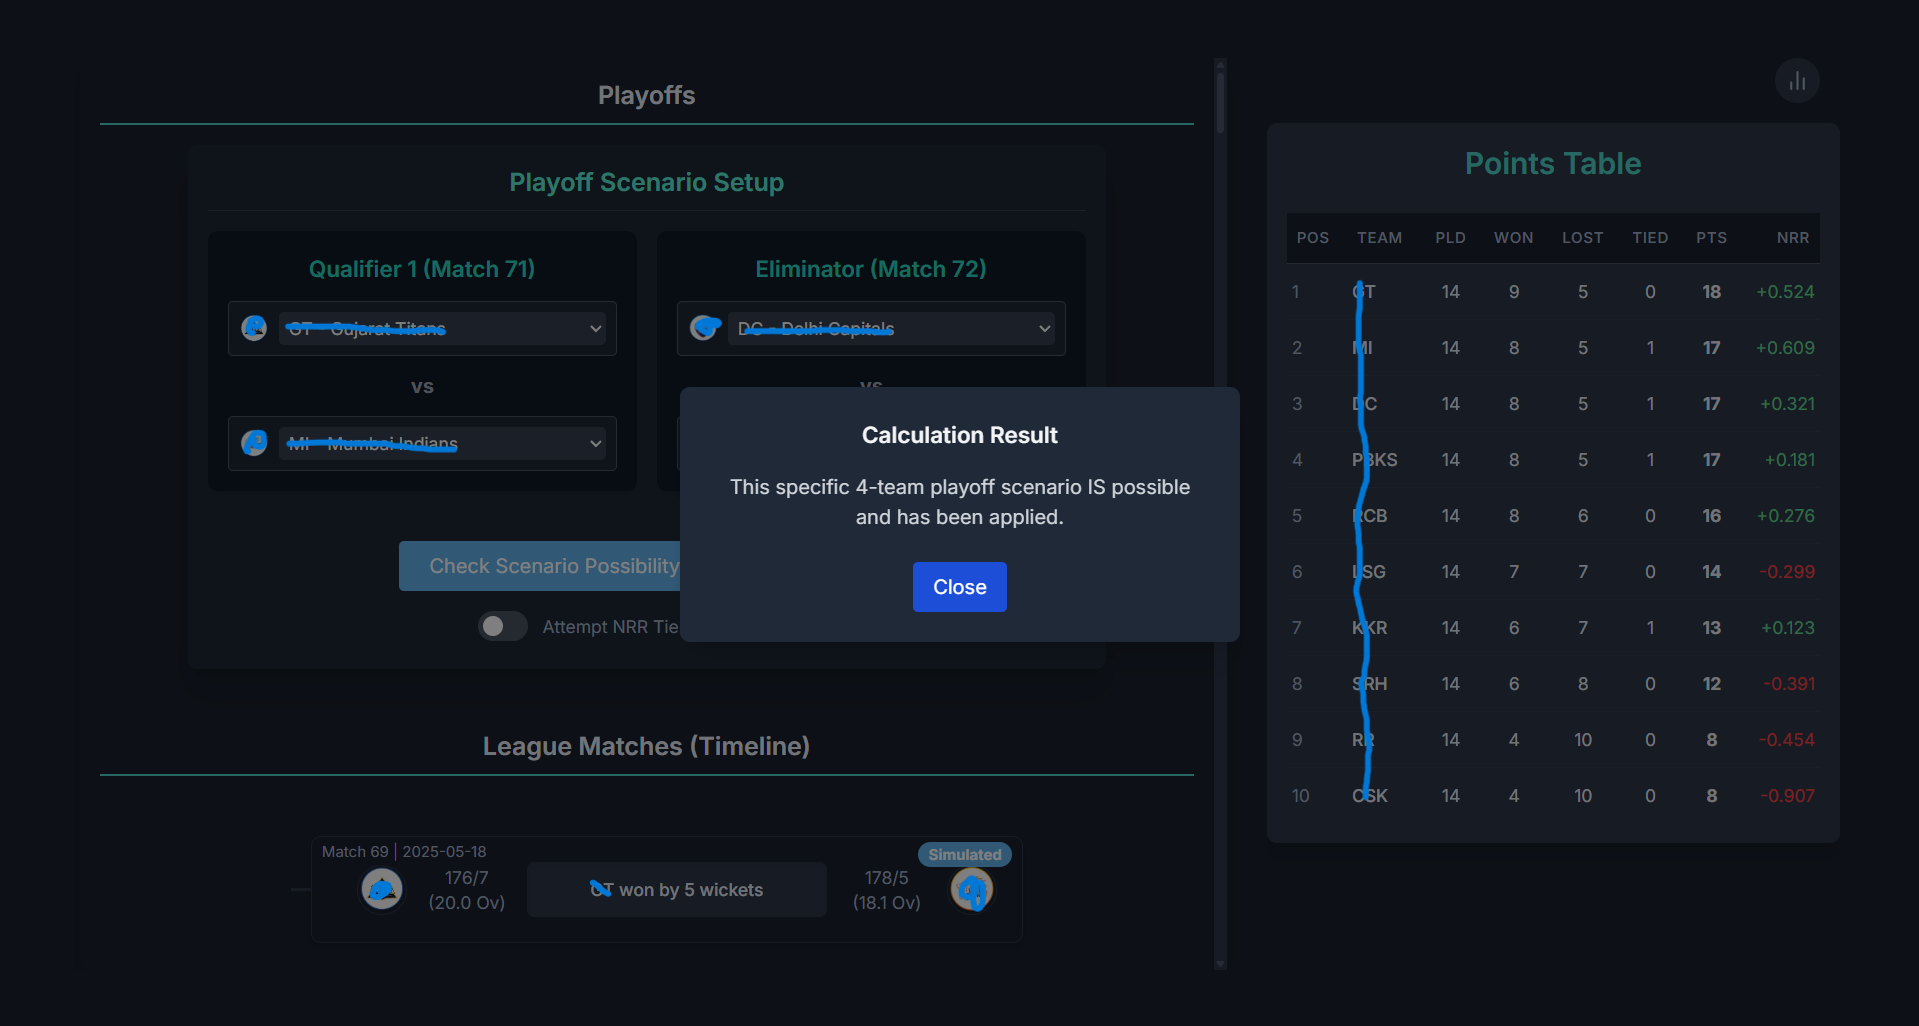 Playoffs
Playoff Scenario Setup
Qualifier 1 (Match 71)
GT - Gujarat Titans
vs
MI - Mumbai Indians
Eliminator (Match 72)
DC - Delhi Capitals
vs
Check Scenario Possibility
Attempt NRR Tie
Calculation Result
This specific 4-team playoff scenario IS possible
and has been applied.
Close
League Matches (Timeline)
Match 69 | 2025-05-18
Simulated
176/7
(20.0 Ov)
GT won by 5 wickets
178/5
(18.1 Ov)
Points Table
POS TEAM PLD WON LOST TIED PTS NRR
1 GT 14 9 5 0 18 +0.524
2 MI 14 8 5 1 17 +0.609
3 DC 14 8 5 1 17 +0.321
4 PBKS 14 8 5 1 17 +0.181
5 RCB 14 8 6 0 16 +0.276
6 LSG 14 7 7 0 14 -0.299
7 KKR 14 6 7 1 13 +0.123
8 SRH 14 6 8 0 12 -0.391
9 RR 14 4 10 0 8 -0.454
10 CSK 14 4 10 0 8 -0.907